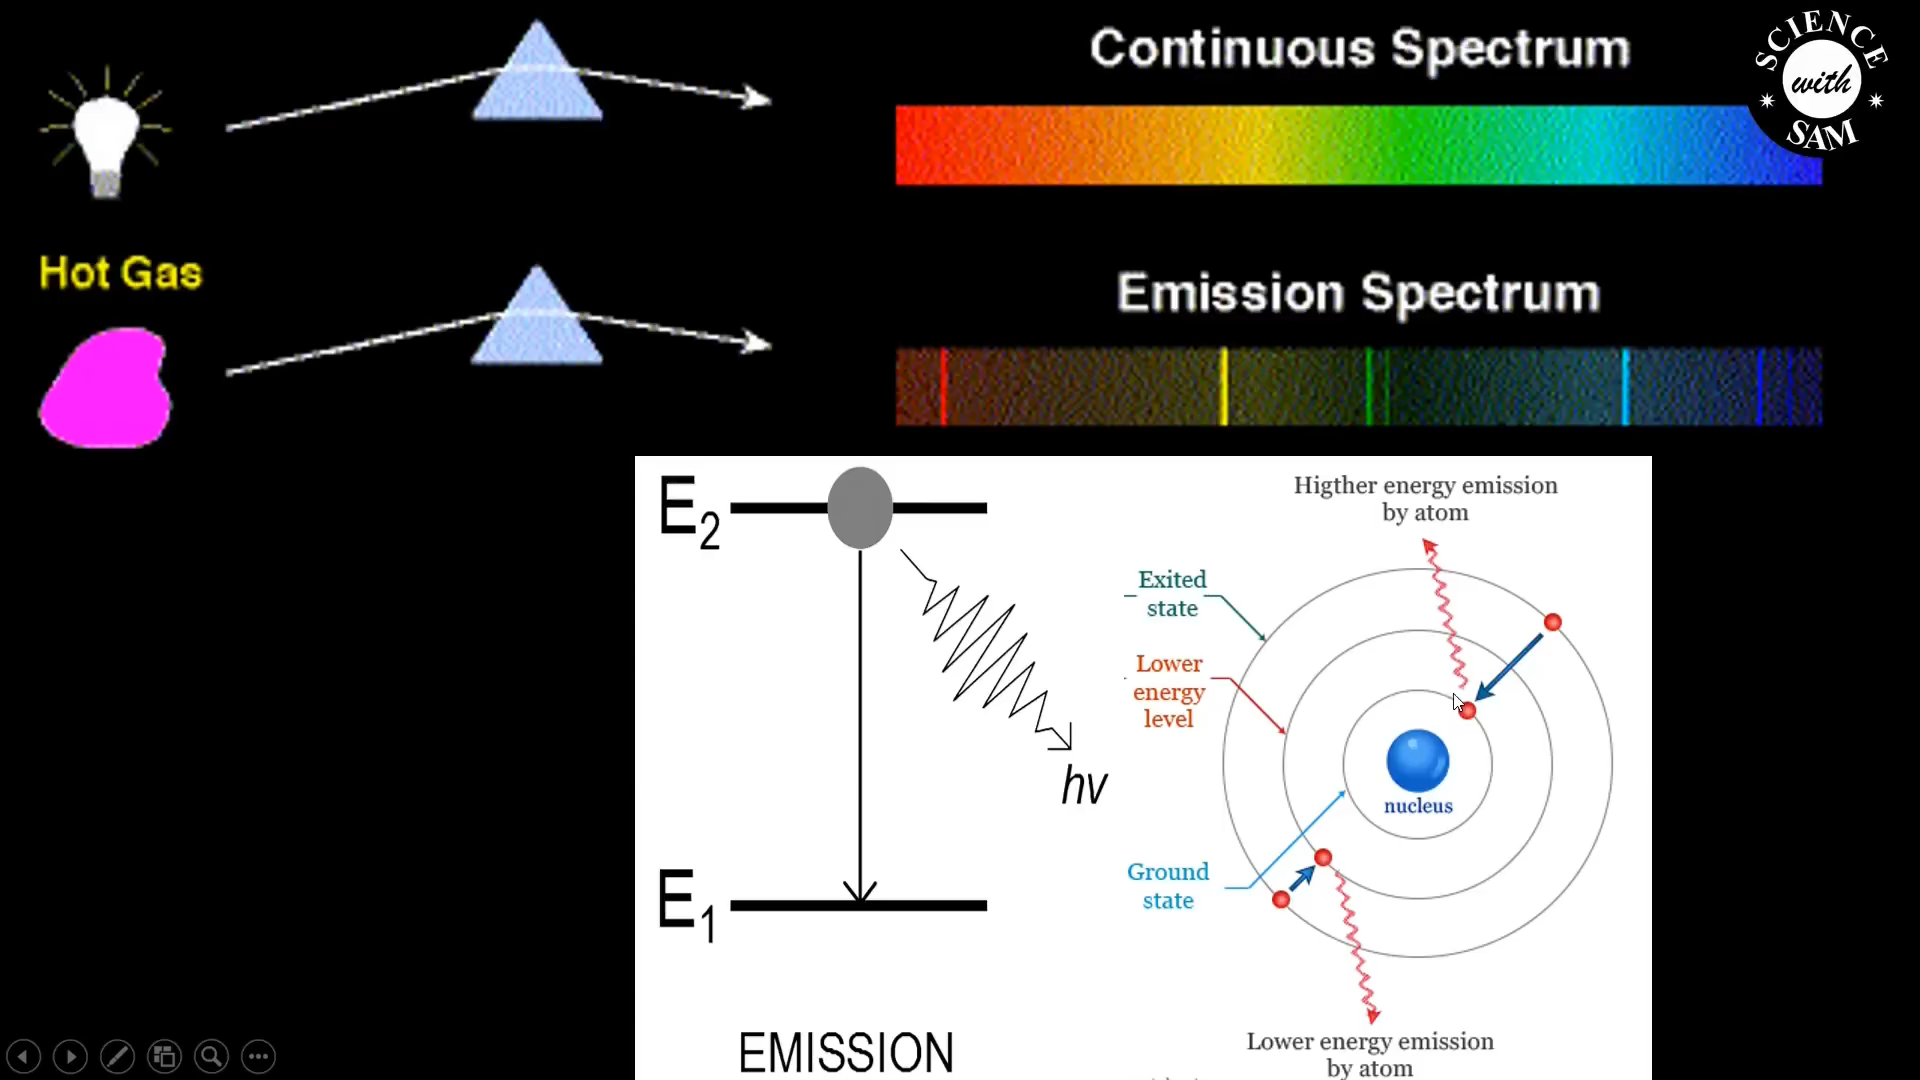 Continuous Spectrum
SCIENCE
with
SAM
Hot Gas
Emission Spectrum
E2
hv
E1
EMISSION
Higther energy emission
by atom
Exited
state
Lower
energy
level
nucleus
Ground
state
Lower energy emission
by atom